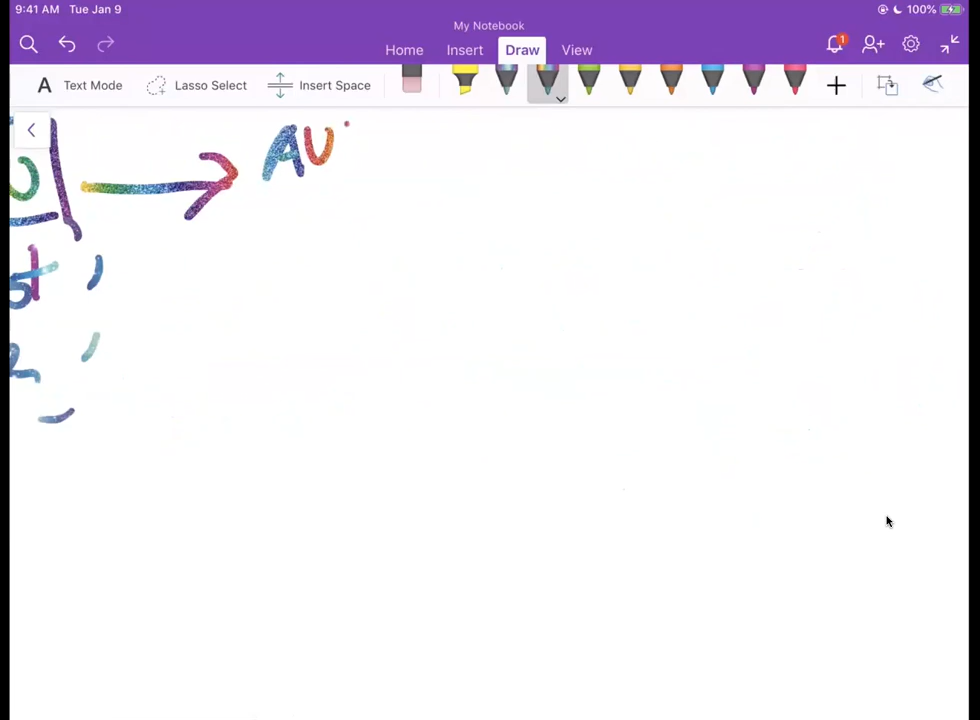 9:41 AM Tue Jan 9
100%
My Notebook
Home Insert Draw View
1
A Text Mode Lasso Select Insert Space
AU